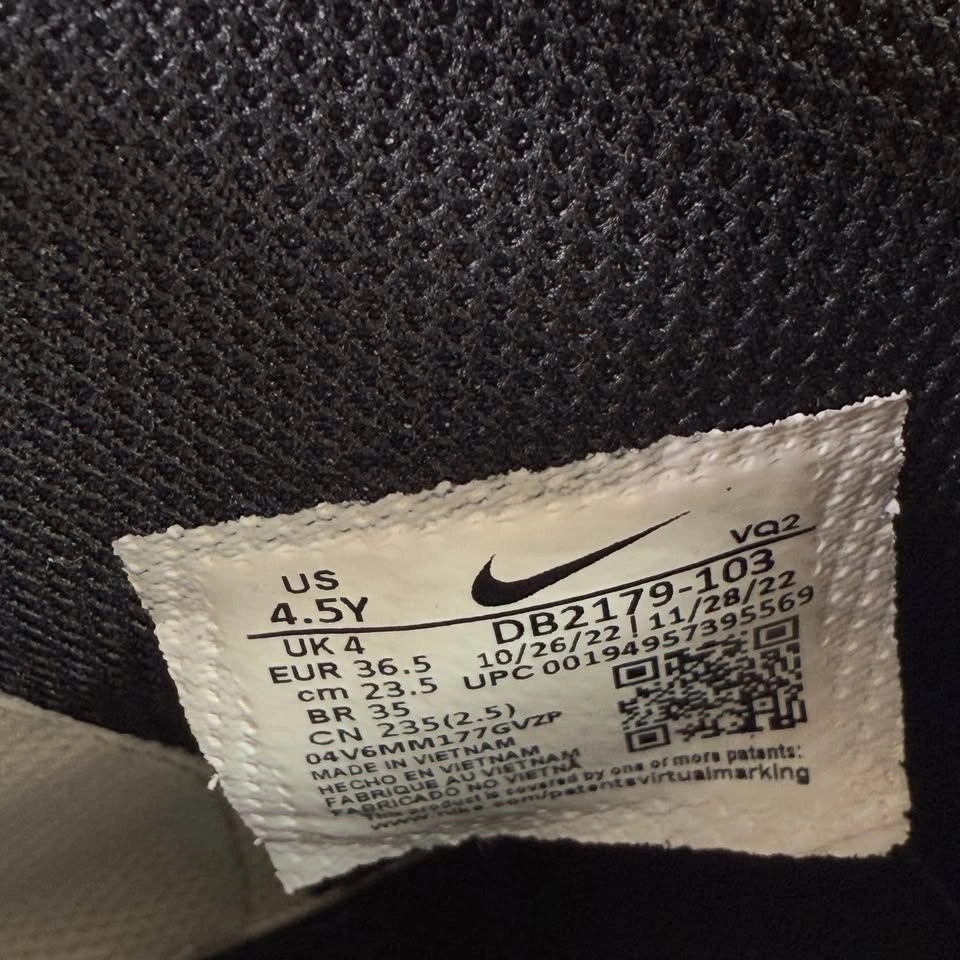 US
4.5Y
VQ2
UK 4
EUR 36.5
cm 23.5
BR 35
CN 235(2.5)
DB2179-103
10/26/22 | 11/28/22
UPC 00194957395569
04V6MM177GVZP
MADE IN VIETNAM
HECHO EN VIETNAM
FABRIQUE AU VIETNAM
FABRICADO NO VIETNÃ
This product is covered by one or more patents:
www.nike.com/patentsvirtualmarking